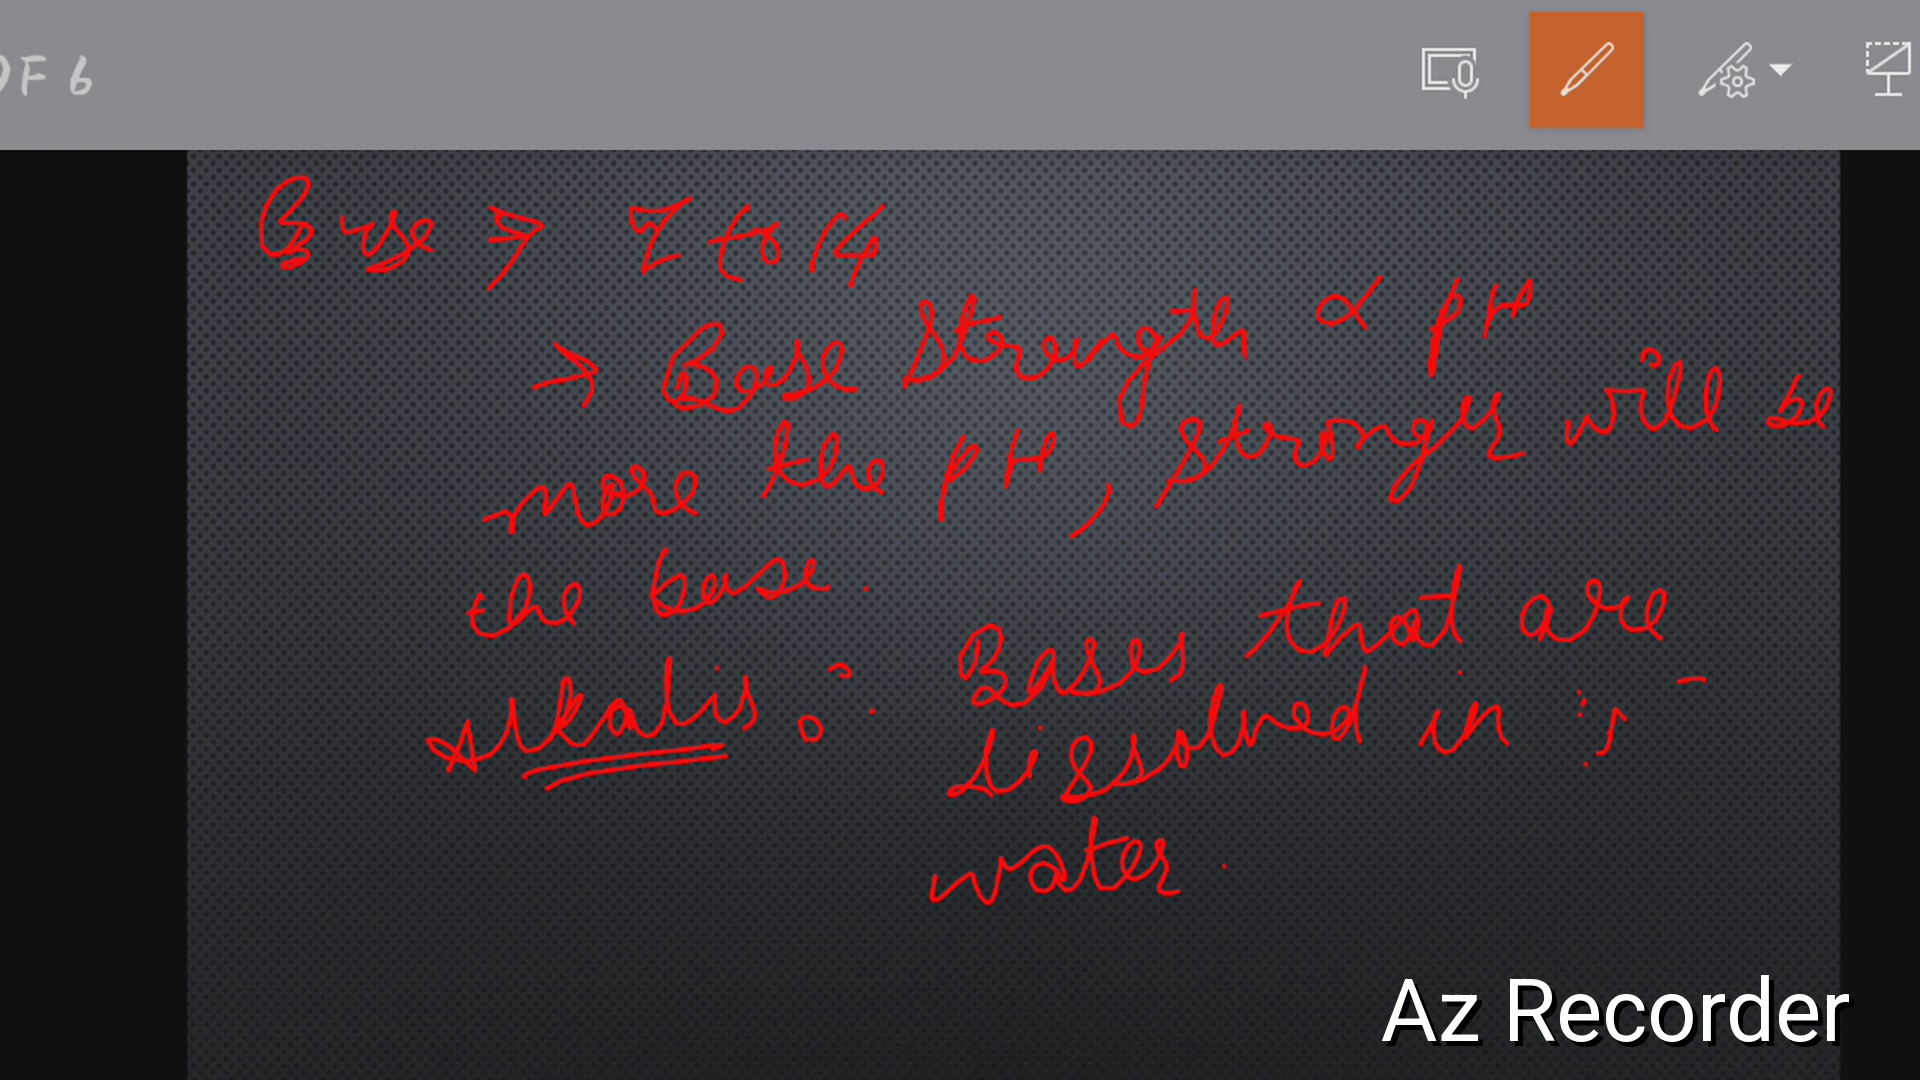 OF 6
Base → 7 to 14
→ Base strength ∝ pH
more the pH, stronger will be
the base.
Alkalis : Bases that are
dissolved in
water.
Az Recorder